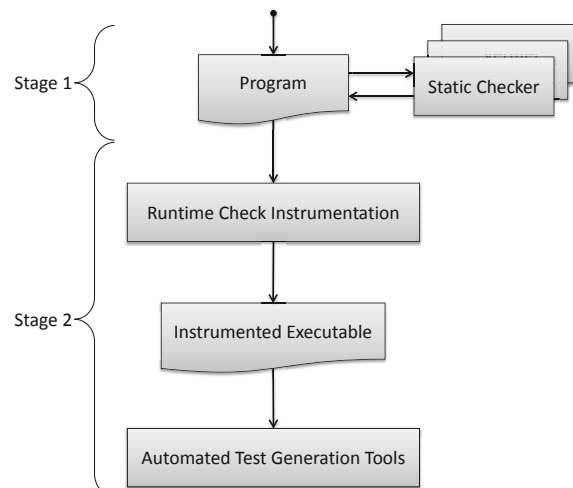 Stage 1
Program
Static Checker
Runtime Check Instrumentation
Stage 2
Instrumented Executable
Automated Test Generation Tools